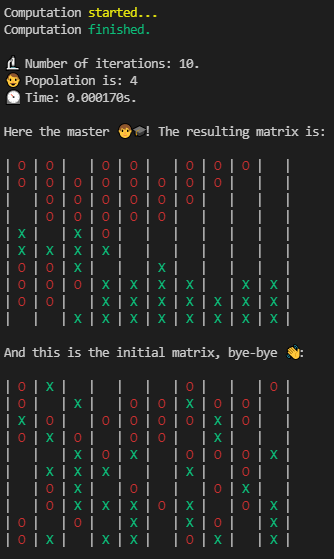 Computation started...
Computation finished.
🔬 Number of iterations: 10.
👨 Popolation is: 4
⏱ Time: 0.000170s.
Here the master 👨‍🎓! The resulting matrix is:
| O | O |   | O | O |   | O | O | O |   |
| O | O | O | O | O | O | O | O |   |   |
|   | O | O | O | O | O | O |   |   |   |
|   | O | O | O | O | O |   |   |   |   |
| X |   | X | O |   |   |   |   |   |   |
| X | X | X | X |   |   |   |   |   |   |
| O | O | X |   |   | X |   |   |   |   |
| O | O | O | X | X | X | X |   | X | X |
| O | O |   | X | X | X | X | X | X | X |
|   |   | X | X | X | X | X | X | X | X |
And this is the initial matrix, bye-bye 👋:
| O | X |   |   |   |   | O |   |   | O |
| O |   | X |   | O | O | X | O | O |   |
| X | O |   | O | O | O | O | X | O |   |
| O | X | O |   | O | O |   | X |   |   |
|   |   | X | O | X |   | O | O | O | X |
|   |   | X | X | X |   | X |   | O |   |
|   | O | X |   | O |   |   | O | X |   |
|   | O | X | X | X | O | X |   | O | X |
| O |   | O |   | X |   | X | O |   | X |
| O | X |   | X | X |   | O | X |   | X |